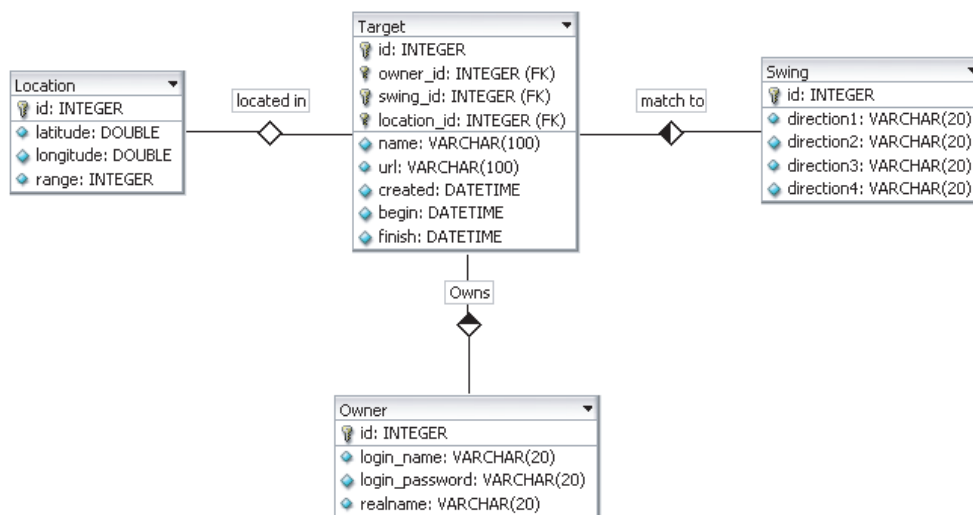 Target
id: INTEGER
owner_id: INTEGER (FK)
swing_id: INTEGER (FK)
location_id: INTEGER (FK)
name: VARCHAR(100)
url: VARCHAR(100)
created: DATETIME
begin: DATETIME
finish: DATETIME
Location
id: INTEGER
latitude: DOUBLE
longitude: DOUBLE
range: INTEGER
located in
match to
Swing
id: INTEGER
direction1: VARCHAR(20)
direction2: VARCHAR(20)
direction3: VARCHAR(20)
direction4: VARCHAR(20)
Owns
Owner
id: INTEGER
login_name: VARCHAR(20)
login_password: VARCHAR(20)
realname: VARCHAR(20)